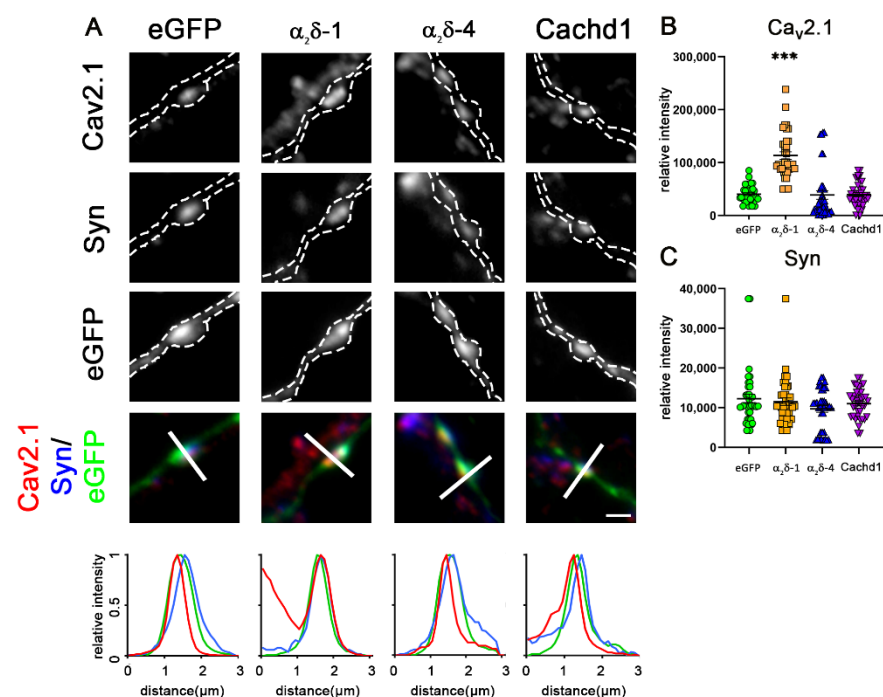 A
eGFP
α₂δ-1
α₂δ-4
Cachd1
Cav2.1
Syn
eGFP
Cav2.1
Syn/
eGFP
relative intensity
1
0.5
0
0 1 2 3
0 1 2 3
0 1 2 3
0 1 2 3
distance(μm)
distance(μm)
distance(μm)
distance(μm)
B
Caᵥ2.1
***
relative intensity
300,000
200,000
100,000
0
eGFP
α₂δ-1
α₂δ-4
Cachd1
C
Syn
relative intensity
40,000
30,000
20,000
10,000
0
eGFP
α₂δ-1
α₂δ-4
Cachd1